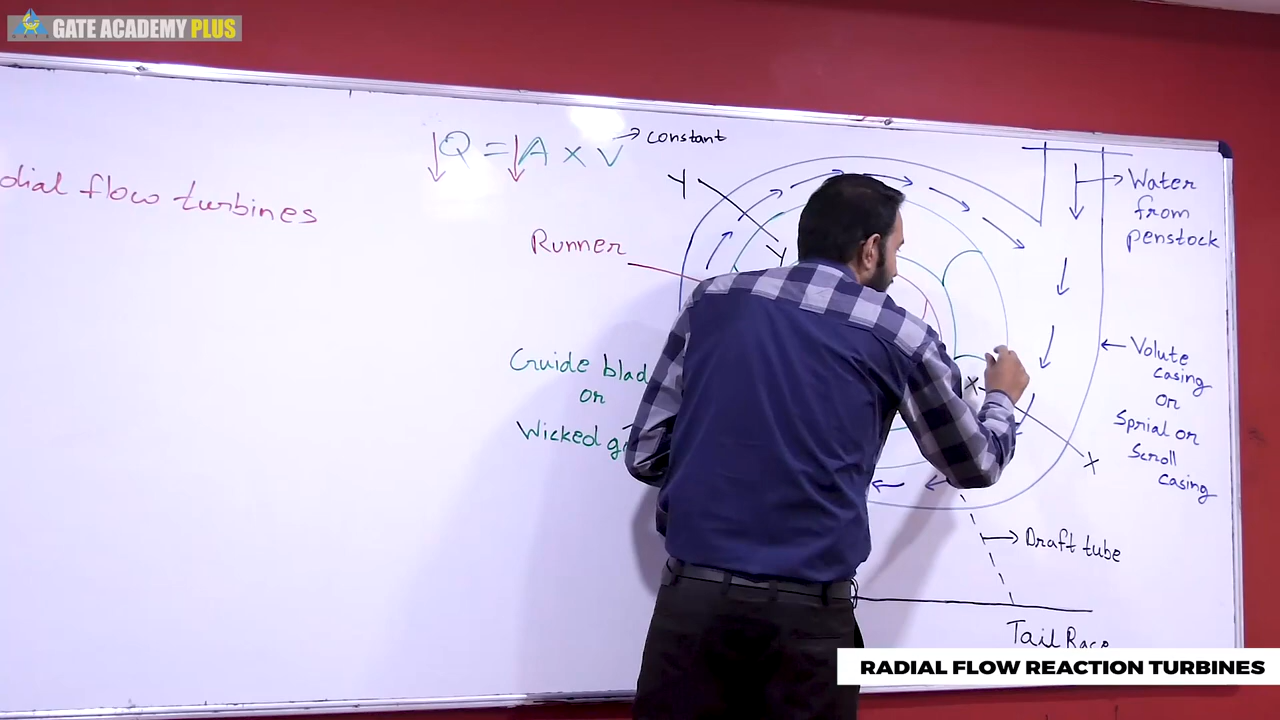 GATE ACADEMY PLUS
dial flow turbines
↓Q = ↓A × V → constant
Y
Y
Runner
Cruide blad
or
Wicked g
Water
from
penstock
Volute
casing
or
Sprial or
Scroll
casing
X
X
Draft tube
Tail Race
RADIAL FLOW REACTION TURBINES